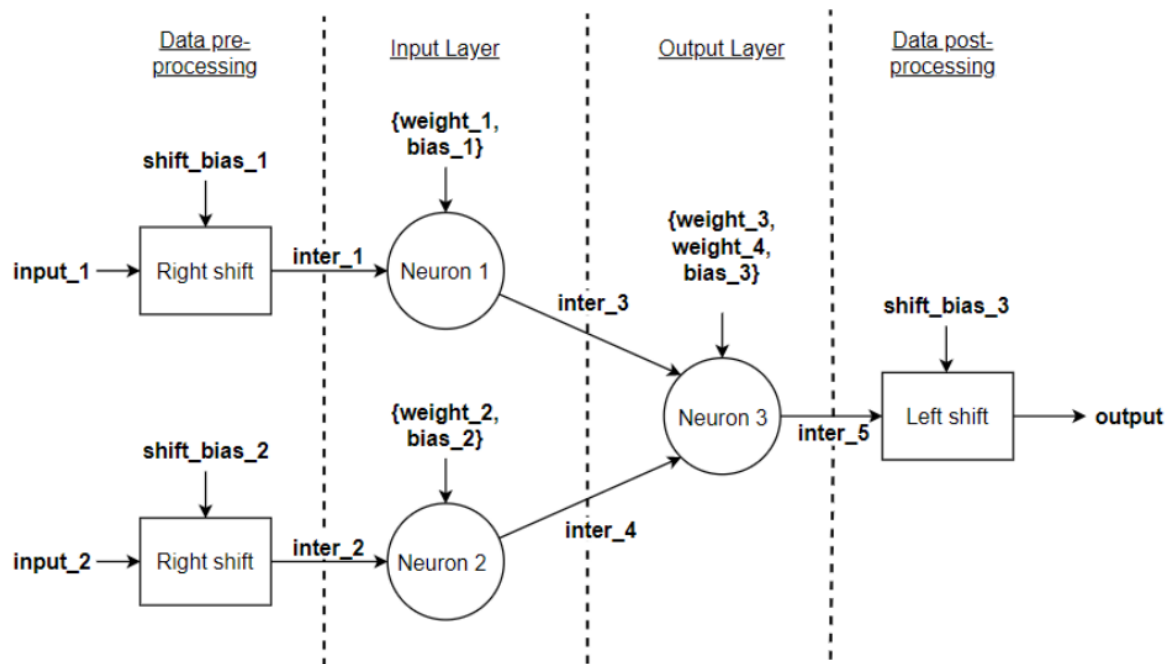 Data pre-
processing
Input Layer
Output Layer
Data post-
processing
{weight_1,
bias_1}
shift_bias_1
input_1
Right shift
inter_1
Neuron 1
inter_3
{weight_3,
weight_4,
bias_3}
shift_bias_3
Neuron 3
inter_5
Left shift
output
{weight_2,
bias_2}
shift_bias_2
input_2
Right shift
inter_2
Neuron 2
inter_4